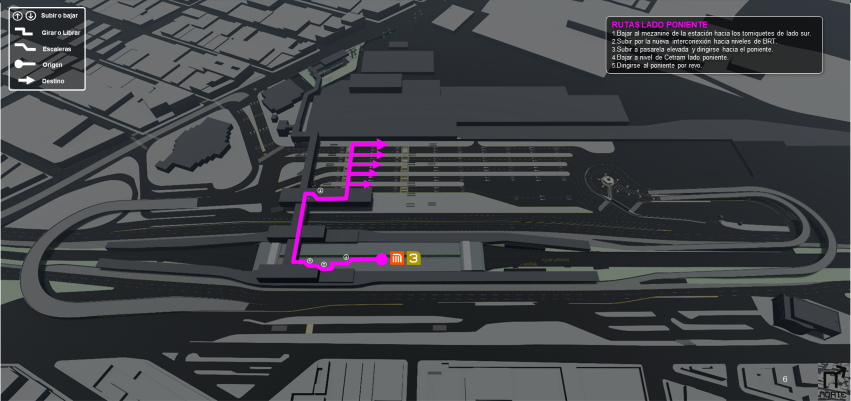 Subir o bajar
Girar o Librar
Escaleras
Origen
Destino
RUTAS LADO PONIENTE
1.Bajar al mezanine de la estación hacia los torniquetes de lado sur.
2.Subir por la nueva interconexión hacia niveles de BRT.
3.Subir a pasarela elevada y dirigirse hacia el poniente.
4.Bajar a nivel de Cetram lado poniente.
5.Dirigirse al poniente por revo.
3
6
NORTE